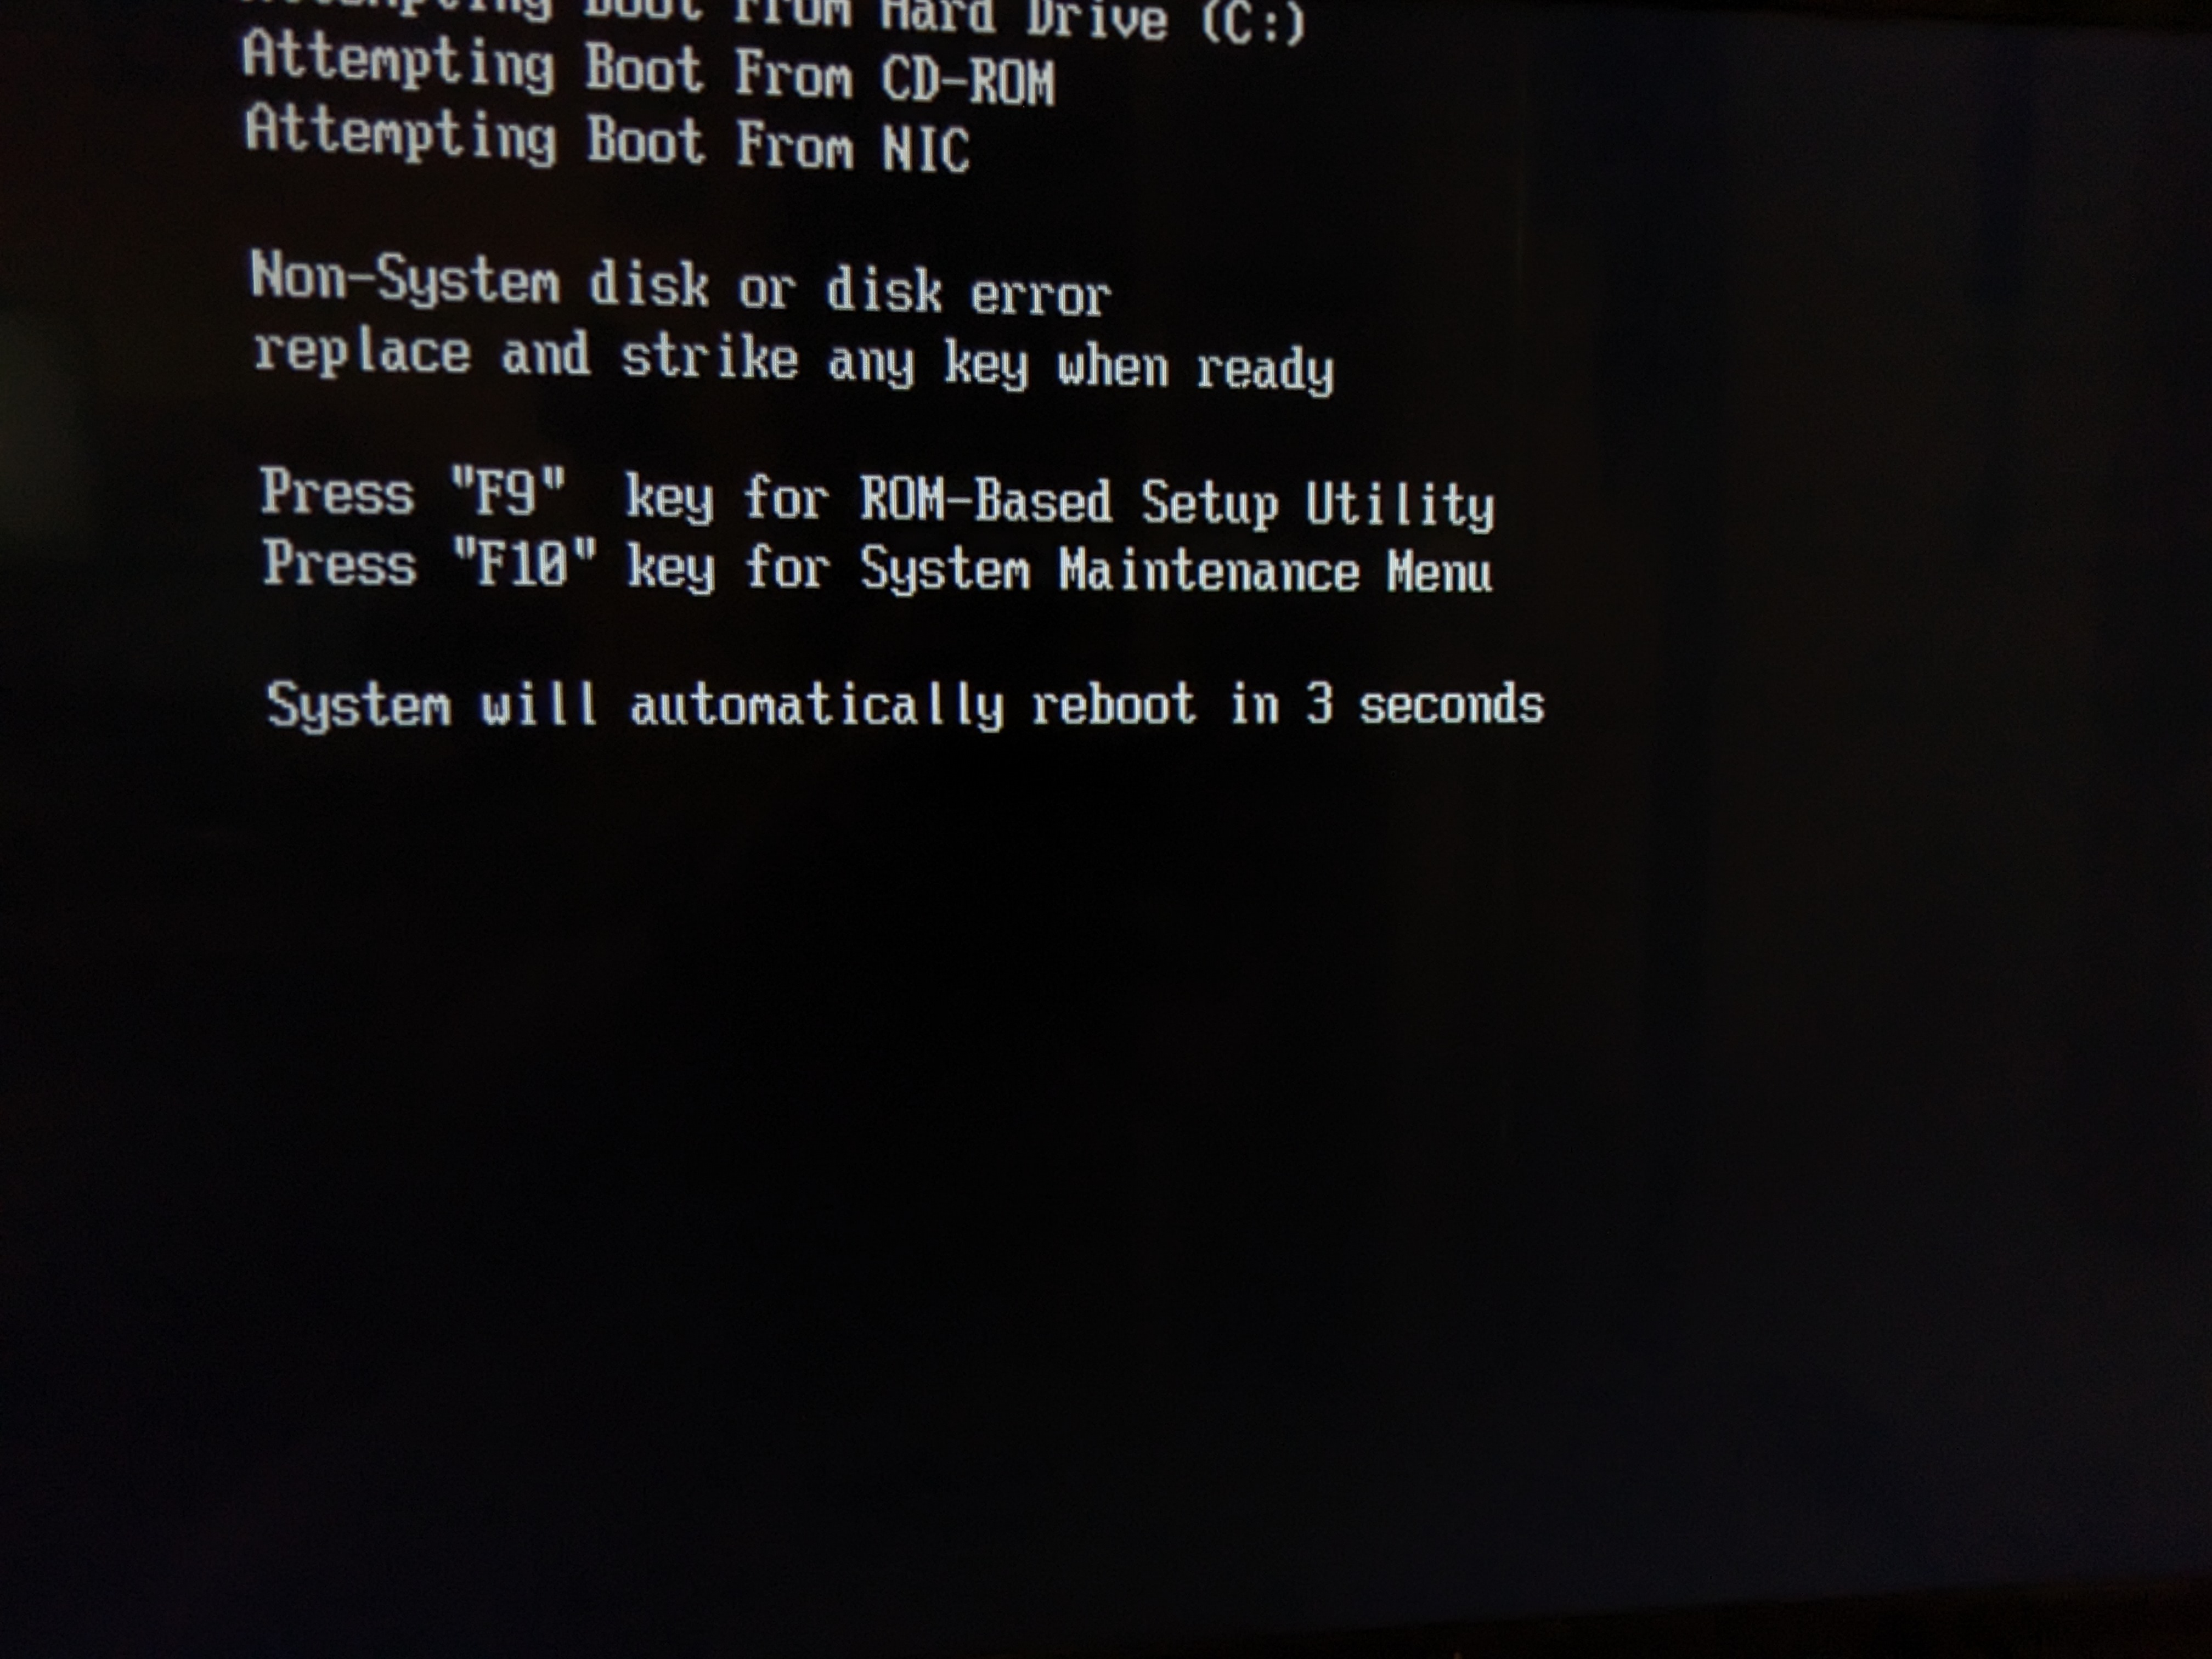 Attempting Boot From Hard Drive (C:)
Attempting Boot From CD-ROM
Attempting Boot From NIC
Non-System disk or disk error
replace and strike any key when ready
Press "F9" key for ROM-Based Setup Utility
Press "F10" key for System Maintenance Menu
System will automatically reboot in 3 seconds